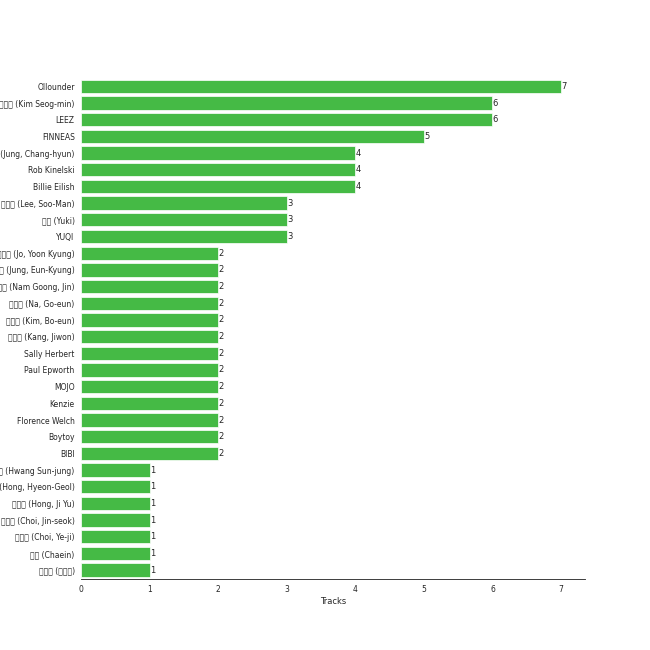 Ollounder 7
(Kim Seog-min) 6
LEEZ 6
FINNEAS 5
(Jung, Chang-hyun) 4
Rob Kinelski 4
Billie Eilish 4
(Lee, Soo-Man) 3
(Yuki) 3
YUQI 3
(Jo, Yoon Kyung) 2
(Jung, Eun-Kyung) 2
(Nam Goong, Jin) 2
(Na, Go-eun) 2
(Kim, Bo-eun) 2
(Kang, Jiwon) 2
Sally Herbert 2
Paul Epworth 2
MOJO 2
Kenzie 2
Florence Welch 2
Boytoy 2
BIBI 2
(Hwang Sun-jung) 1
(Hong, Hyeon-Geol) 1
(Hong, Ji Yu) 1
(Choi, Jin-seok) 1
(Choi, Ye-ji) 1
(Chaein) 1
1
0 1 2 3 4 5 6 7
Tracks